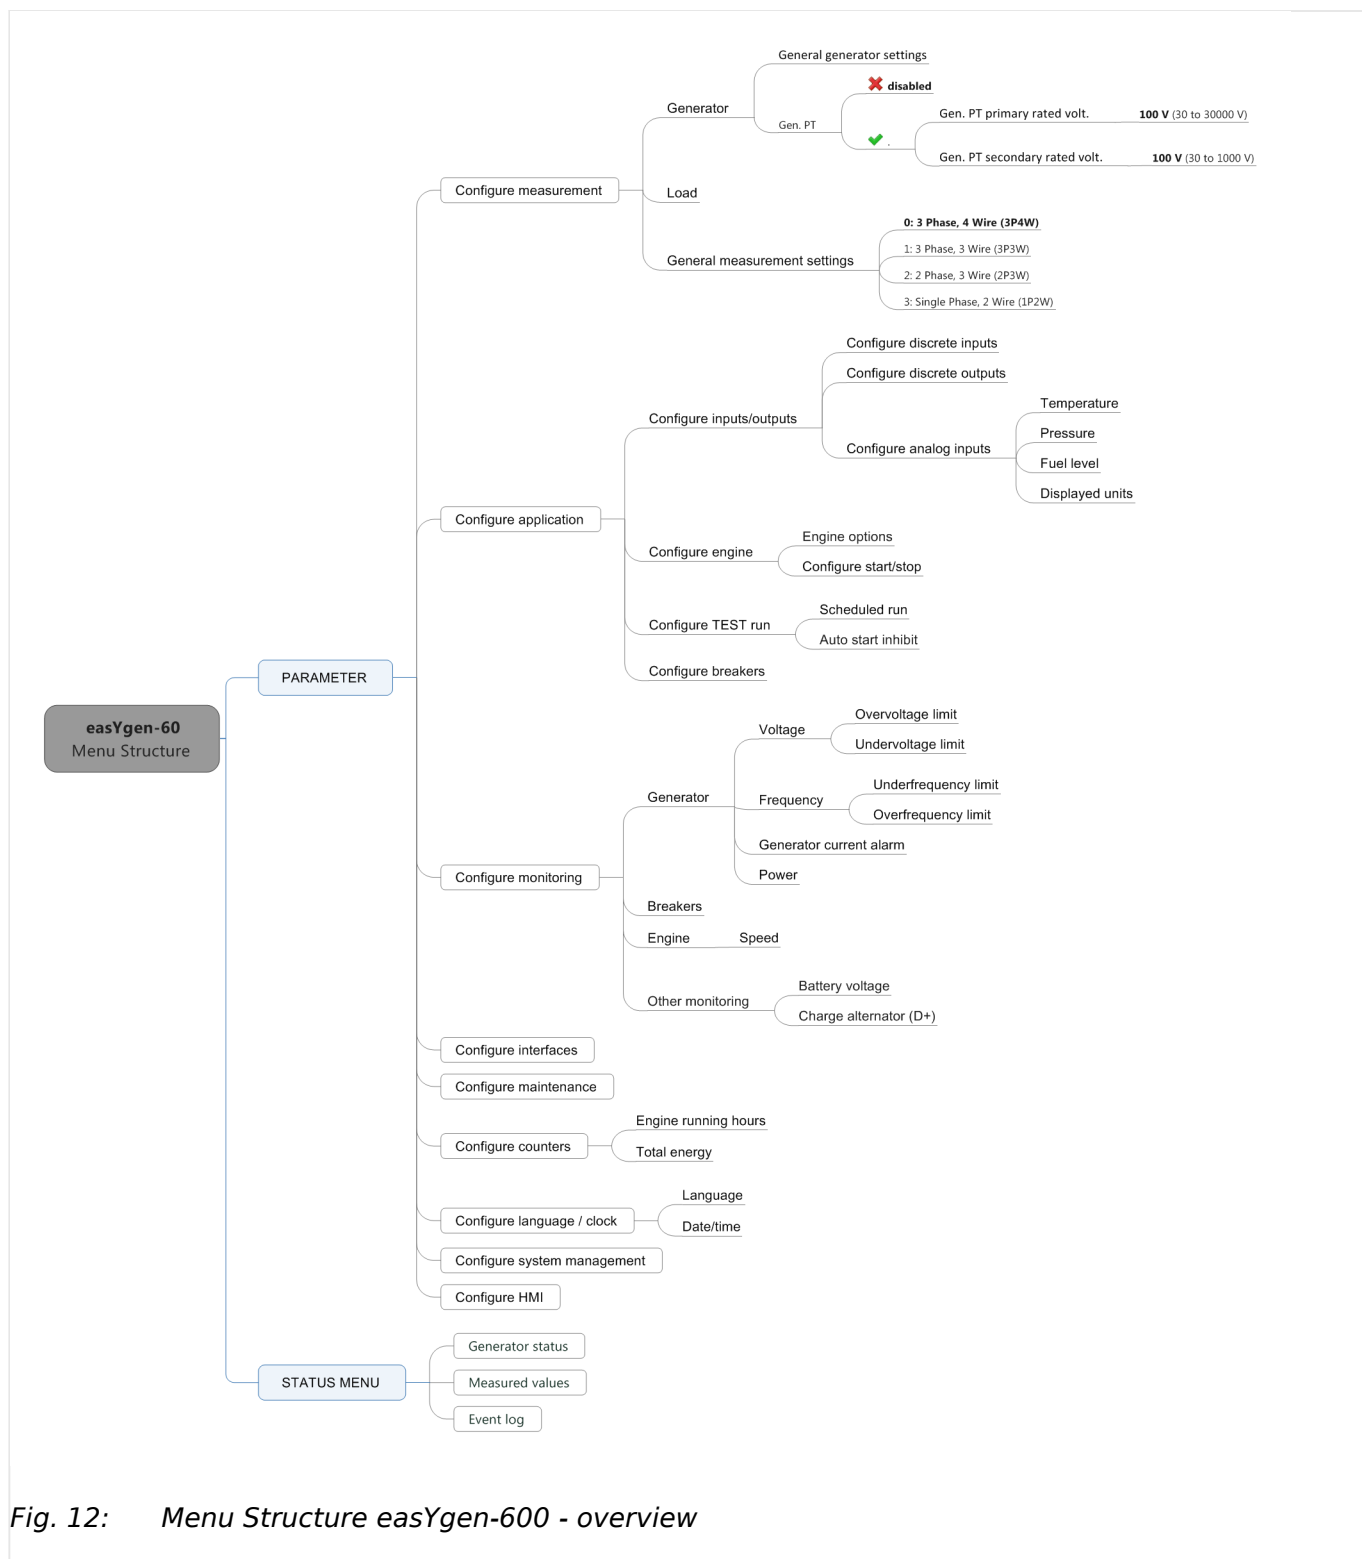 easYgen-60
Menu Structure
PARAMETER
Configure measurement
Generator
General generator settings
Gen. PT
disabled
.
Gen. PT primary rated volt.
100 V (30 to 30000 V)
Gen. PT secondary rated volt.
100 V (30 to 1000 V)
Load
General measurement settings
0: 3 Phase, 4 Wire (3P4W)
1: 3 Phase, 3 Wire (3P3W)
2: 2 Phase, 3 Wire (2P3W)
3: Single Phase, 2 Wire (1P2W)
Configure application
Configure inputs/outputs
Configure discrete inputs
Configure discrete outputs
Configure analog inputs
Temperature
Pressure
Fuel level
Displayed units
Configure engine
Engine options
Configure start/stop
Configure TEST run
Scheduled run
Auto start inhibit
Configure breakers
Configure monitoring
Generator
Voltage
Overvoltage limit
Undervoltage limit
Frequency
Underfrequency limit
Overfrequency limit
Generator current alarm
Power
Breakers
Engine
Speed
Other monitoring
Battery voltage
Charge alternator (D+)
Configure interfaces
Configure maintenance
Configure counters
Engine running hours
Total energy
Configure language / clock
Language
Date/time
Configure system management
Configure HMI
STATUS MENU
Generator status
Measured values
Event log
Fig. 12: Menu Structure easYgen-600 - overview